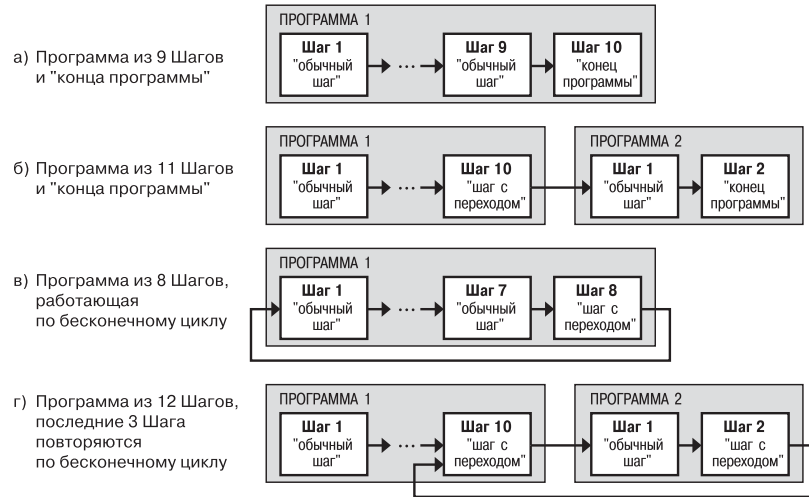 а) Программа из 9 Шагов
и "конца программы"
ПРОГРАММА 1
Шаг 1
"обычный
шаг"
...
Шаг 9
"обычный
шаг"
Шаг 10
"конец
программы"
б) Программа из 11 Шагов
и "конца программы"
ПРОГРАММА 1
Шаг 1
"обычный
шаг"
...
Шаг 10
"шаг с
переходом"
ПРОГРАММА 2
Шаг 1
"обычный
шаг"
Шаг 2
"конец
программы"
в) Программа из 8 Шагов,
работающая
по бесконечному циклу
ПРОГРАММА 1
Шаг 1
"обычный
шаг"
...
Шаг 7
"обычный
шаг"
Шаг 8
"шаг с
переходом"
г) Программа из 12 Шагов,
последние 3 Шага
повторяются
по бесконечному циклу
ПРОГРАММА 1
Шаг 1
"обычный
шаг"
...
Шаг 10
"шаг с
переходом"
ПРОГРАММА 2
Шаг 1
"обычный
шаг"
Шаг 2
"шаг с
переходом"